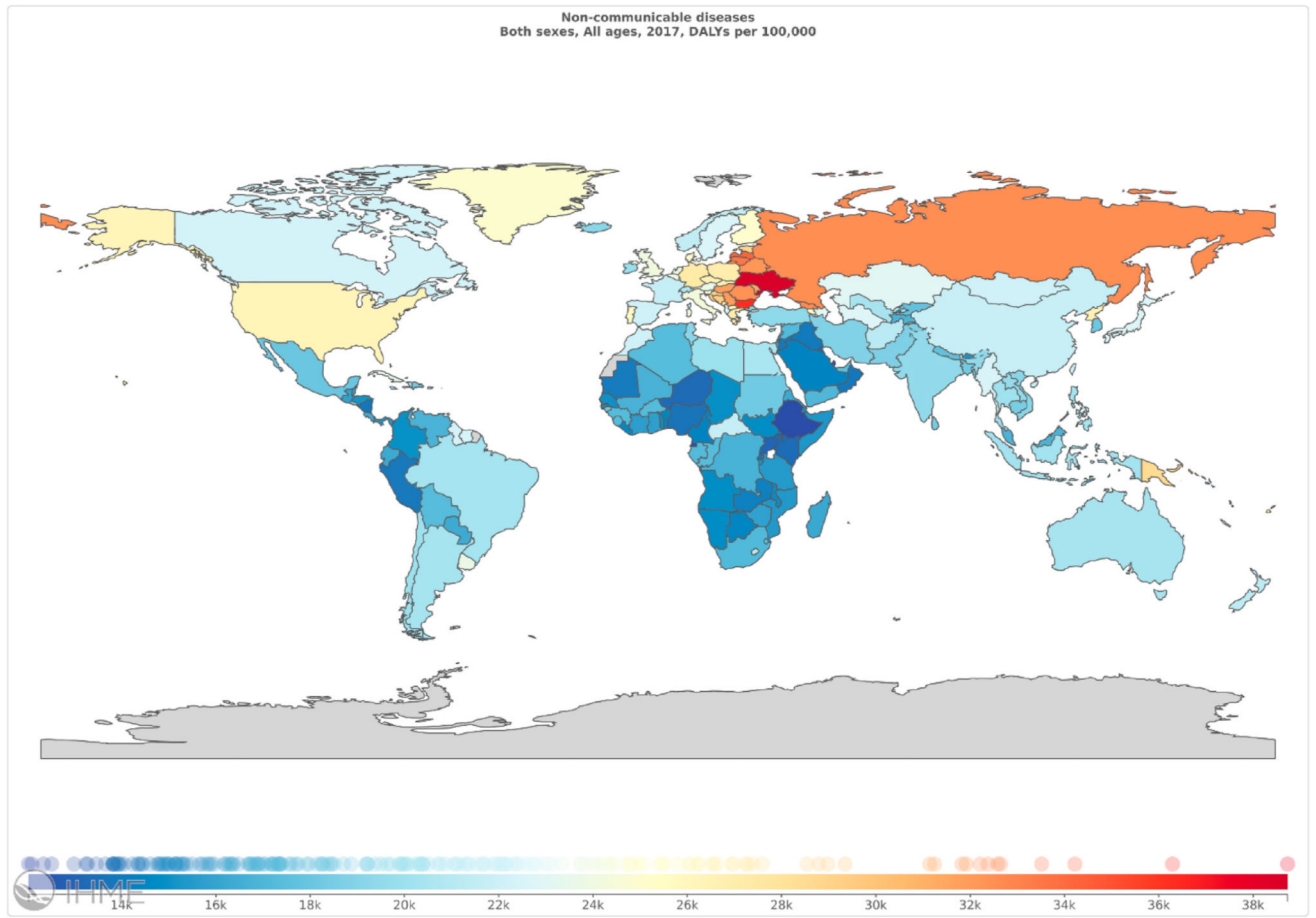 Non-communicable diseases
Both sexes, All ages, 2017, DALYs per 100,000
IHME
14k 16k 18k 20k 22k 24k 26k 28k 30k 32k 34k 36k 38k